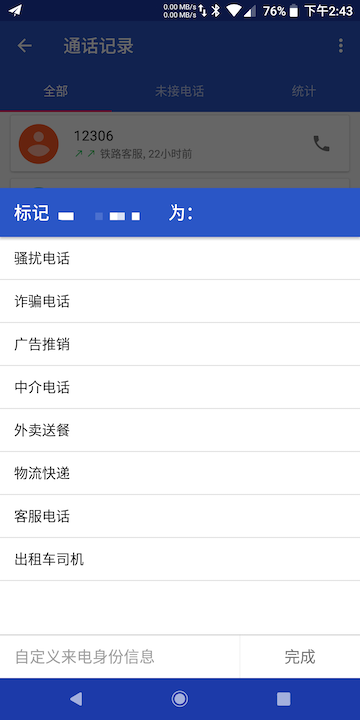 0.00 MB/s
0.00 MB/s
76% 下午2:43
通话记录
全部 未接电话 统计
12306
铁路客服, 22小时前
标记 为：
骚扰电话
诈骗电话
广告推销
中介电话
外卖送餐
物流快递
客服电话
出租车司机
自定义来电身份信息 完成